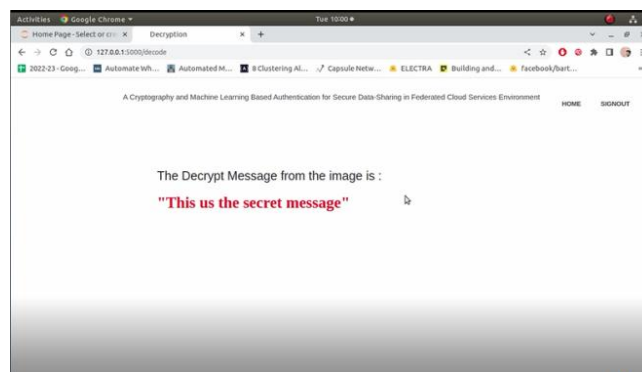 Activities Google Chrome Tue 10:00
Home Page - Select or cr Decryption
127.0.0.1:5000/decode
2022-23 - Goog... Automate Wh... Automated M... 8 Clustering Al... Capsule Netw... ELECTRA Building and... facebook/bart...
A Cryptography and Machine Learning Based Authentication for Secure Data-Sharing in Federated Cloud Services Environment
HOME SIGNOUT
The Decrypt Message from the image is :
"This us the secret message"